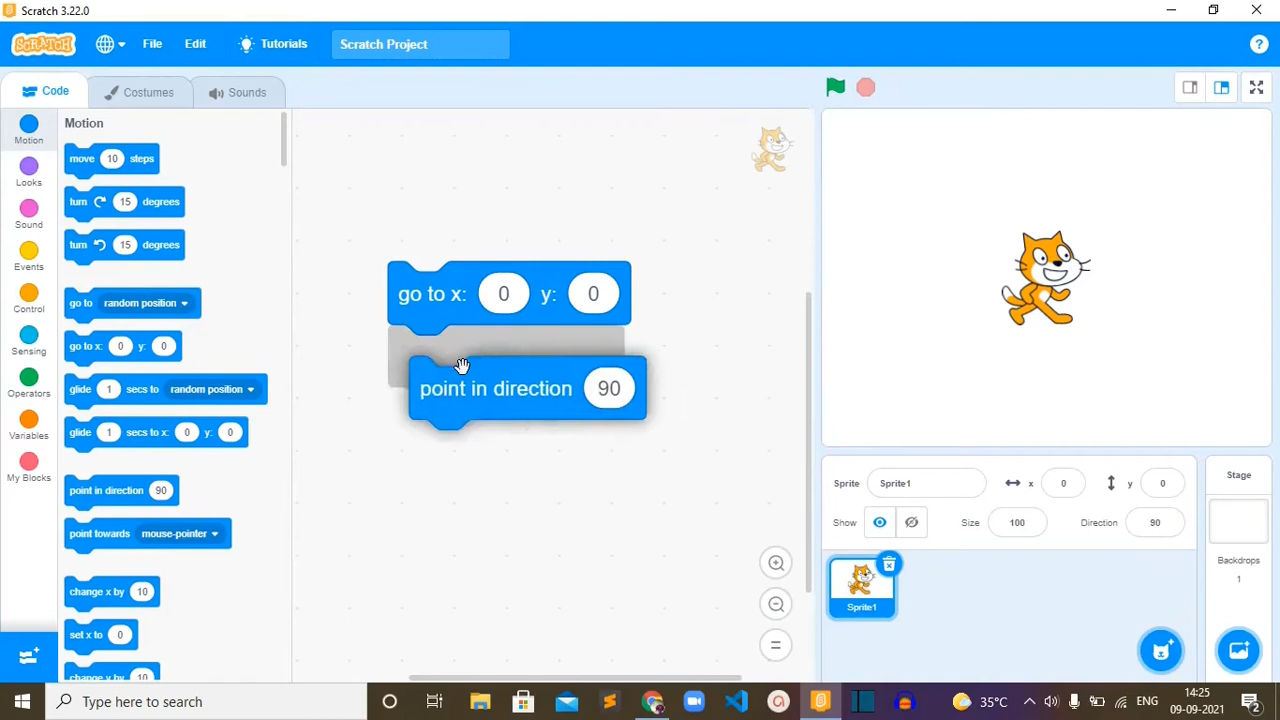 Scratch 3.22.0
SCRATCH
File
Edit
Tutorials
Scratch Project
?
Code
Costumes
Sounds
Motion
Looks
Sound
Events
Control
Sensing
Operators
Variables
My Blocks
Motion
move 10 steps
turn 15 degrees
turn 15 degrees
go to random position
go to x: 0 y: 0
glide 1 secs to random position
glide 1 secs to x: 0 y: 0
point in direction 90
point towards mouse-pointer
change x by 10
set x to 0
change y by 10
go to x: 0 y: 0
point in direction 90
Sprite Sprite1 x 0 y 0
Show Size 100 Direction 90
Sprite1
Stage
Backdrops
1
Type here to search
35°C
ENG
14:25
09-09-2021
2